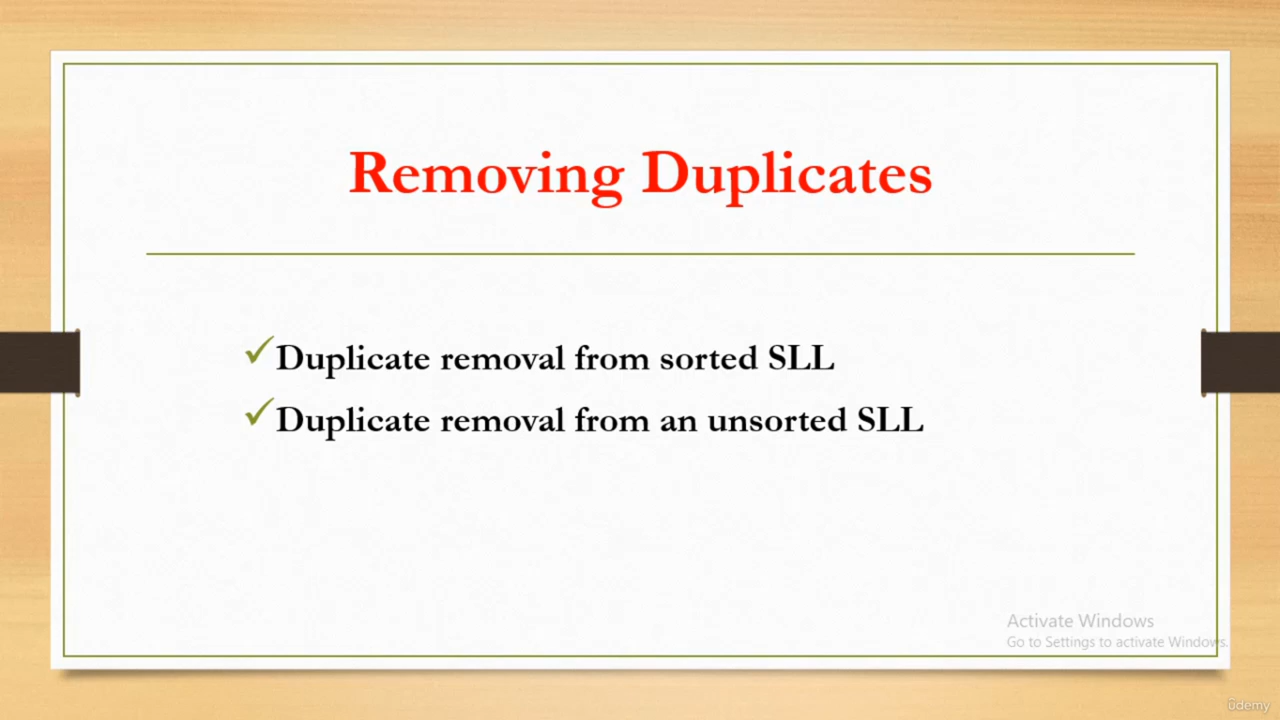 Removing Duplicates
✓Duplicate removal from sorted SLL
✓Duplicate removal from an unsorted SLL
Activate Windows
Go to Settings to activate Windows.
ûdemy